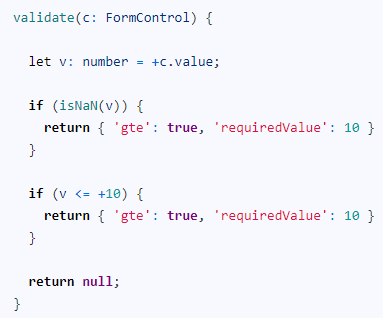 validate(c: FormControl) {
let v: number = +c.value;
if (isNaN(v)) {
return { 'gte': true, 'requiredValue': 10 }
}
if (v <= +10) {
return { 'gte': true, 'requiredValue': 10 }
}
return null;
}